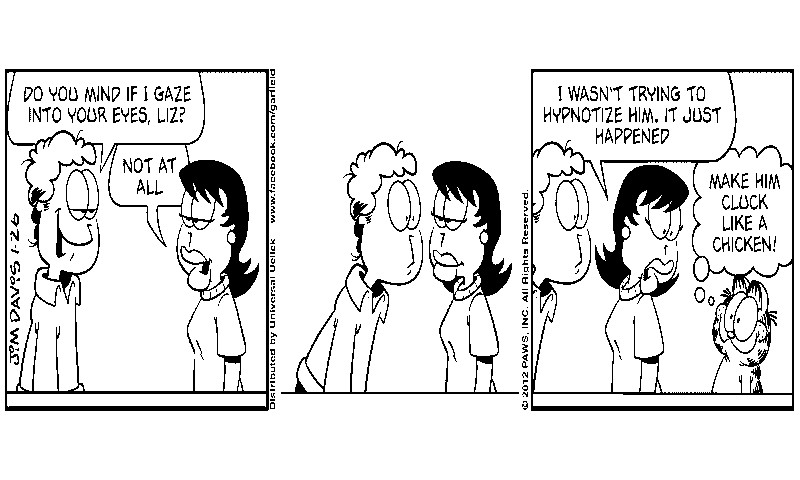 DO YOU MIND IF I GAZE
INTO YOUR EYES, LIZ?
NOT AT
ALL
JIM DAVIS 1-26
Distributed by Universal Uclick www.facebook.com/garfield
I WASN'T TRYING TO
HYPNOTIZE HIM. IT JUST
HAPPENED
MAKE HIM
CLUCK
LIKE A
CHICKEN!
© 2012 PAWS, INC. All Rights Reserved.